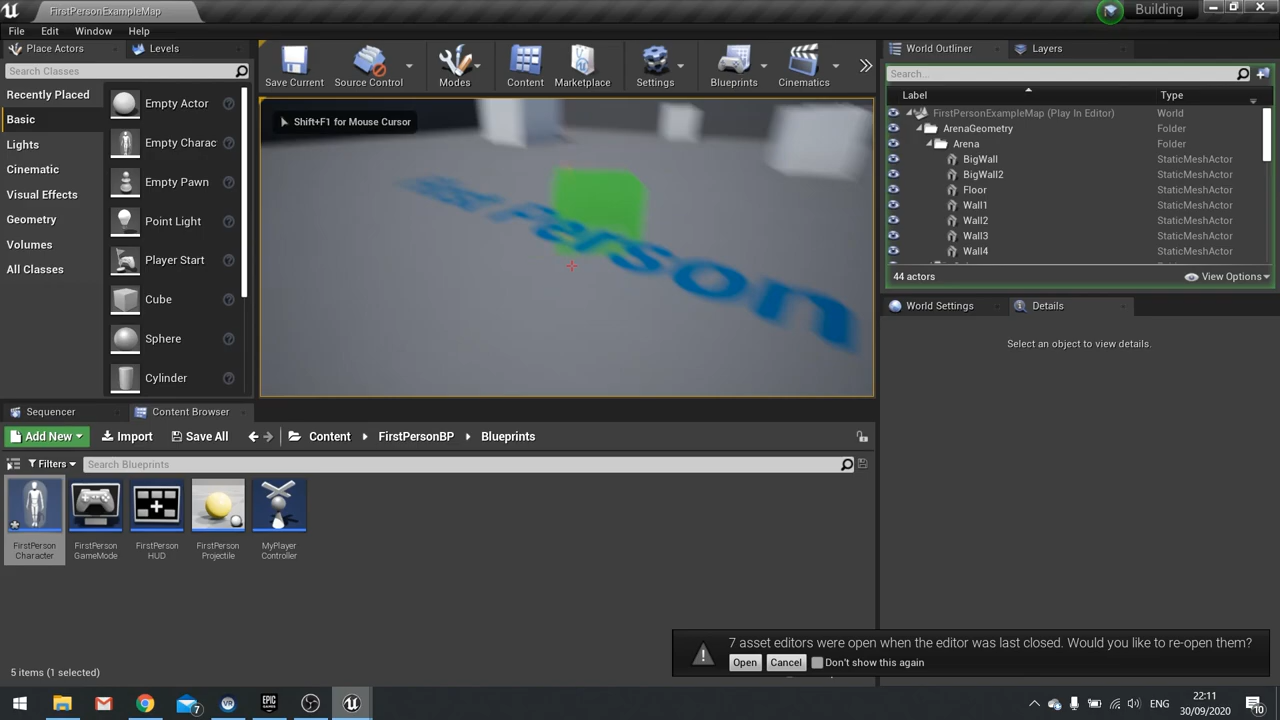 FirstPersonExampleMap
Building
File Edit Window Help
Place Actors Levels
Search Classes
Recently Placed
Basic
Lights
Cinematic
Visual Effects
Geometry
Volumes
All Classes
Empty Actor
Empty Charac
Empty Pawn
Point Light
Player Start
Cube
Sphere
Cylinder
Save Current Source Control Modes Content Marketplace Settings Blueprints Cinematics
Shift+F1 for Mouse Cursor
Person
World Outliner Layers
Search...
Label Type
FirstPersonExampleMap (Play In Editor) World
ArenaGeometry Folder
Arena Folder
BigWall StaticMeshActor
BigWall2 StaticMeshActor
Floor StaticMeshActor
Wall1 StaticMeshActor
Wall2 StaticMeshActor
Wall3 StaticMeshActor
Wall4 StaticMeshActor
44 actors View Options
World Settings Details
Select an object to view details.
Sequencer Content Browser
Add New Import Save All Content FirstPersonBP Blueprints
Filters Search Blueprints
FirstPerson Character
FirstPerson GameMode
FirstPerson HUD
FirstPerson Projectile
MyPlayer Controller
5 items (1 selected)
7 asset editors were open when the editor was last closed. Would you like to re-open them?
Open Cancel Don't show this again
7
VR
EPIC GAMES
ENG
22:11
30/09/2020
10